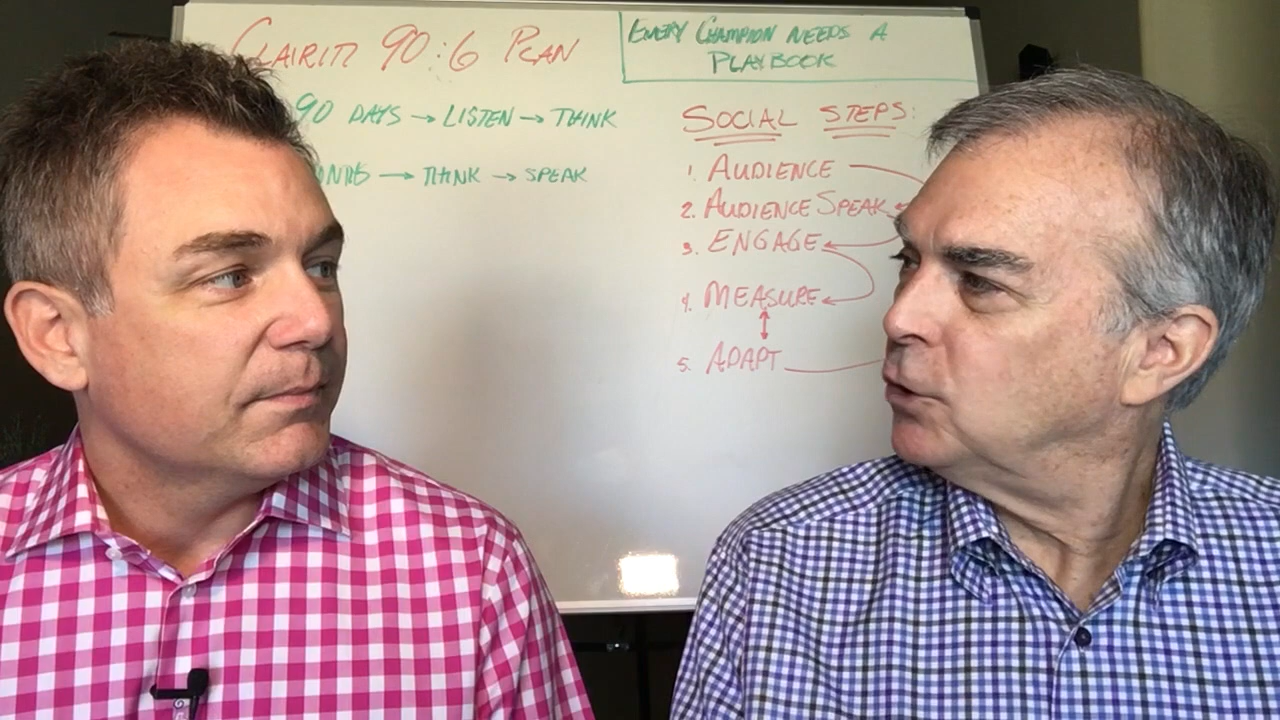 CLAIRITI 90:6 PLAN
90 DAYS → LISTEN → THINK
→ THINK → SPEAK
EVERY CHAMPION NEEDS A
PLAYBOOK
SOCIAL STEPS:
1. AUDIENCE
2. AUDIENCE SPEAK
3. ENGAGE
4. MEASURE
5. ADAPT